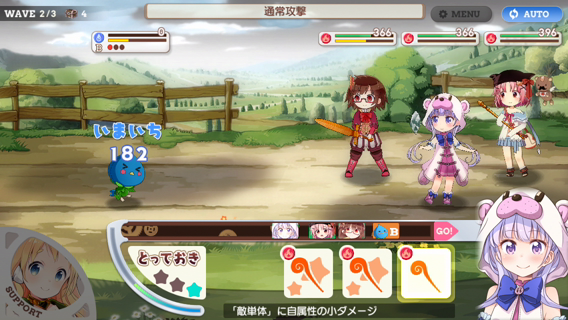 WAVE 2/3 4
通常攻撃
MENU
AUTO
0
B
366
366
396
いまいち
182
B
GO!
とっておき
SUPPORT
「敵単体」に自属性の小ダメージ